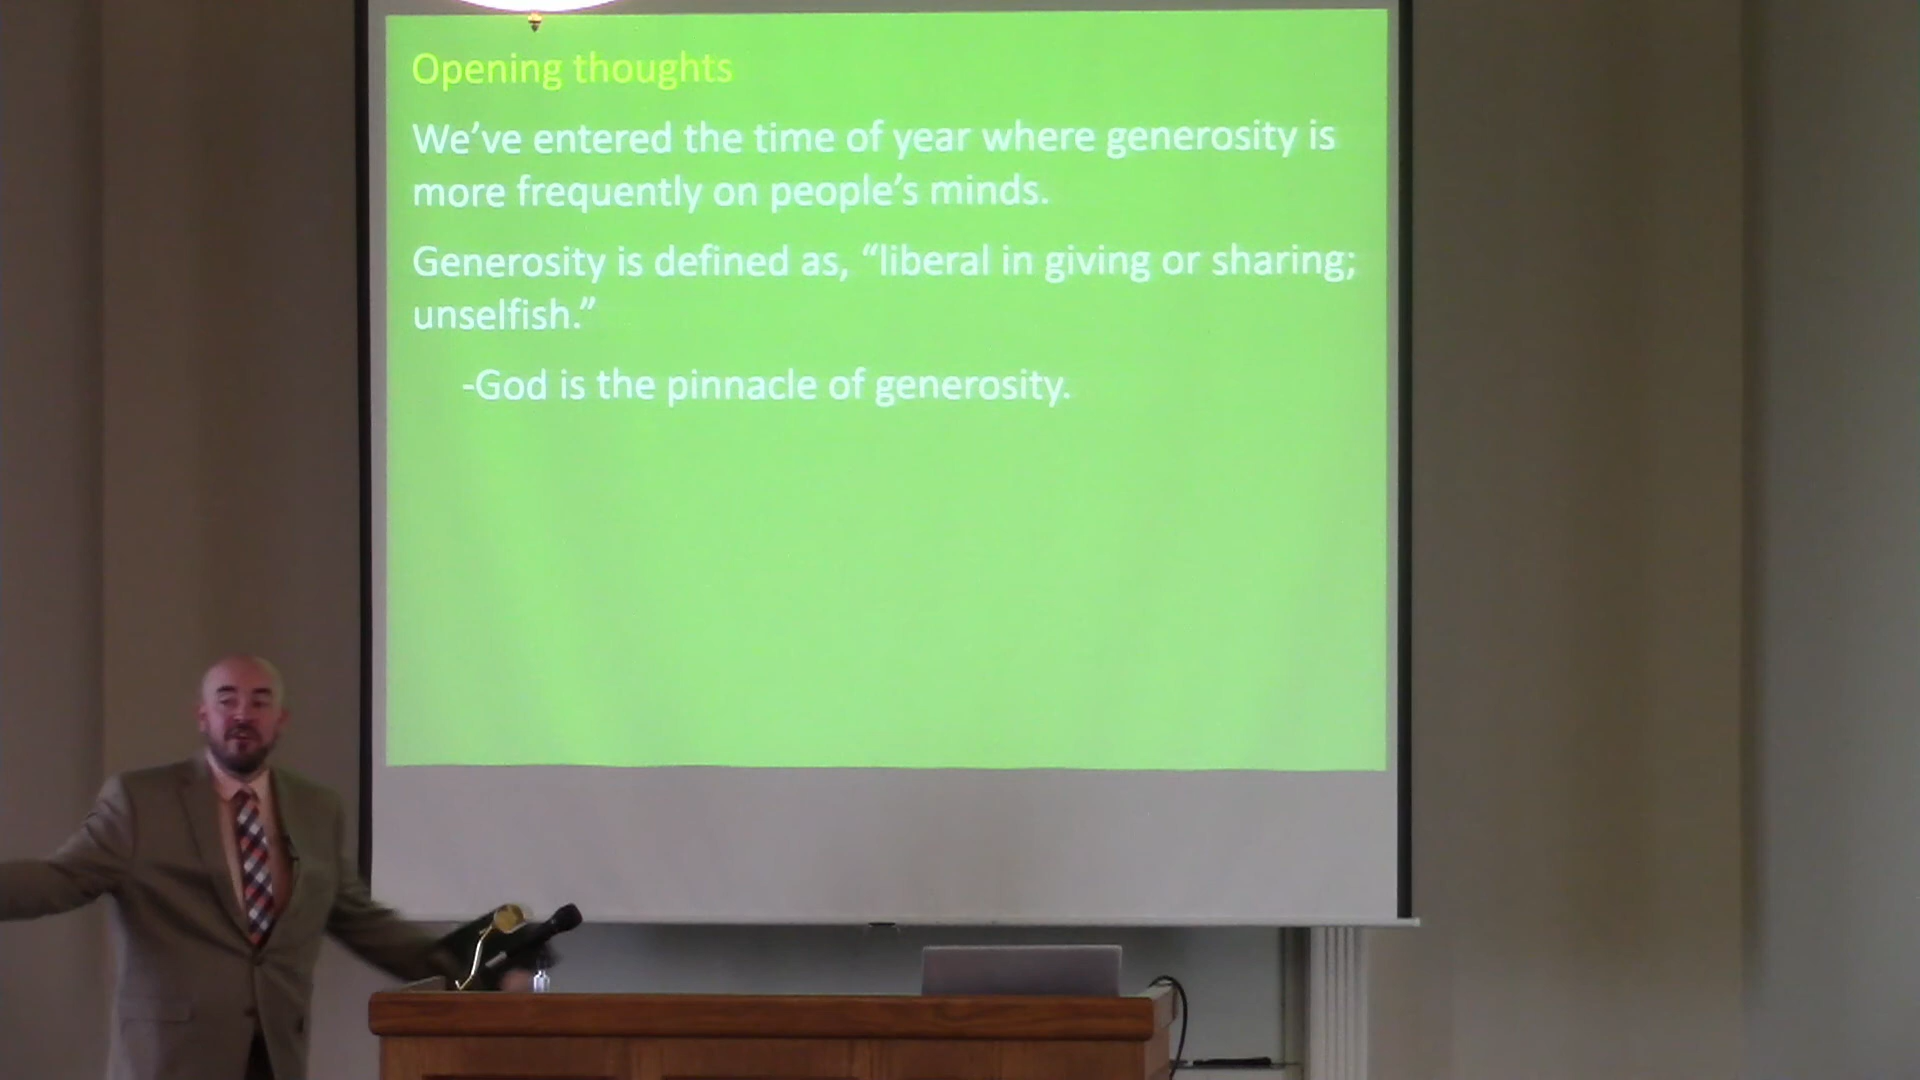 Opening thoughts
We've entered the time of year where generosity is
more frequently on people's minds.
Generosity is defined as, “liberal in giving or sharing;
unselfish.”
-God is the pinnacle of generosity.